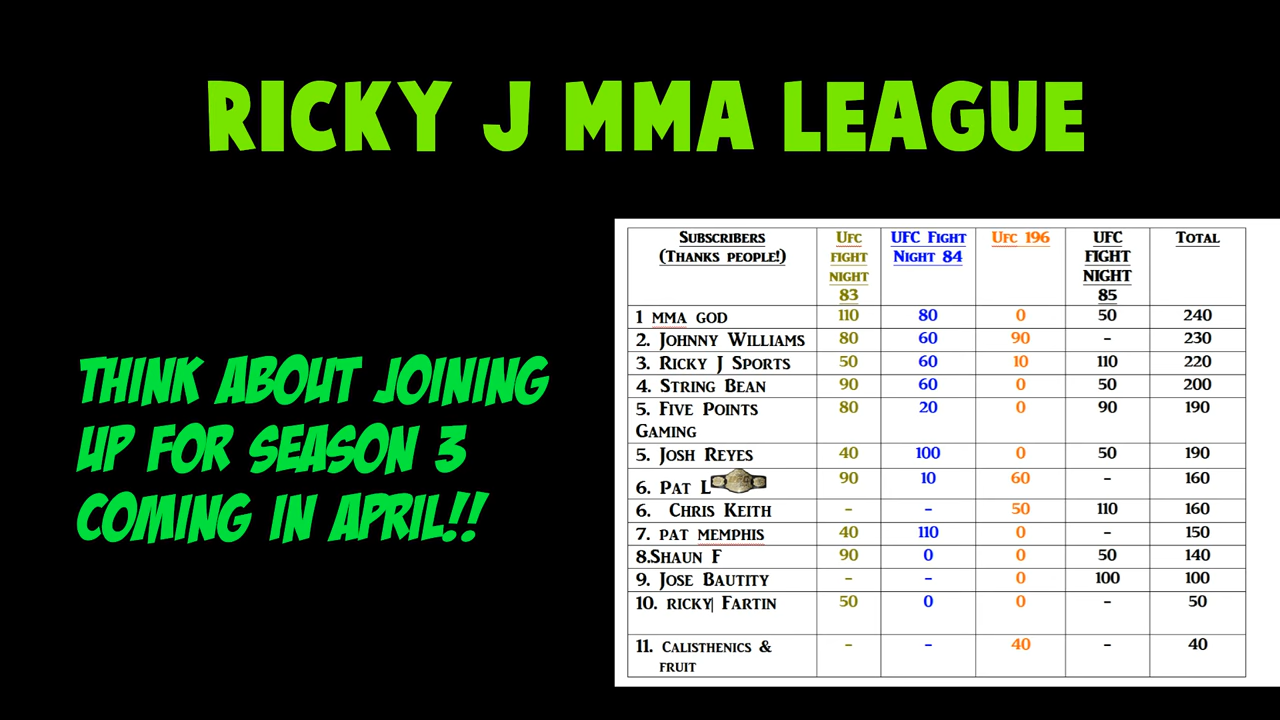 RICKY J MMA LEAGUE
THINK ABOUT JOINING
UP FOR SEASON 3
COMING IN APRIL!!
Subscribers (Thanks people!) Ufc fight night 83 UFC Fight Night 84 Ufc 196 UFC FIGHT NIGHT 85 Total
1 MMA GOD 110 80 0 50 240
2. Johnny Williams 80 60 90 - 230
3. Ricky J Sports 50 60 10 110 220
4. String Bean 90 60 0 50 200
5. Five Points Gaming 80 20 0 90 190
5. Josh Reyes 40 100 0 50 190
6. Pat L 90 10 60 - 160
6. Chris Keith - - 50 110 160
7. PAT MEMPHIS 40 110 0 - 150
8.Shaun F 90 0 0 50 140
9. Jose Bautity - - 0 100 100
10. RICKY Fartin 50 0 0 - 50
11. Calisthenics & FRUIT - - 40 - 40